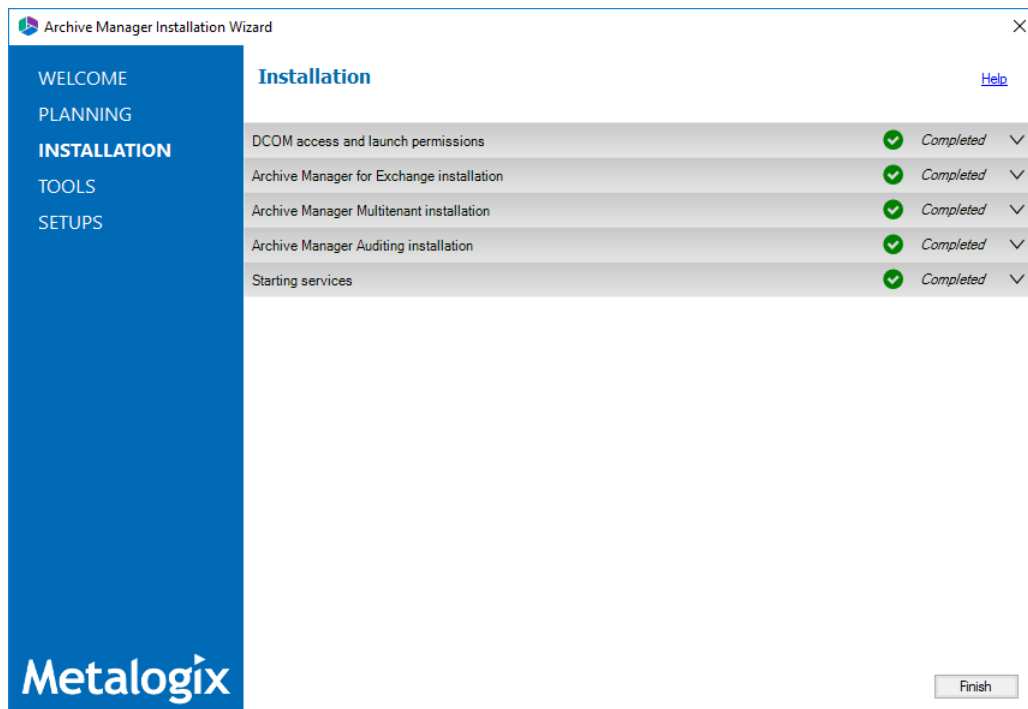 Archive Manager Installation Wizard
WELCOME
PLANNING
INSTALLATION
TOOLS
SETUPS
Installation
Help
DCOM access and launch permissions Completed
Archive Manager for Exchange installation Completed
Archive Manager Multitenant installation Completed
Archive Manager Auditing installation Completed
Starting services Completed
Metalogix
Finish